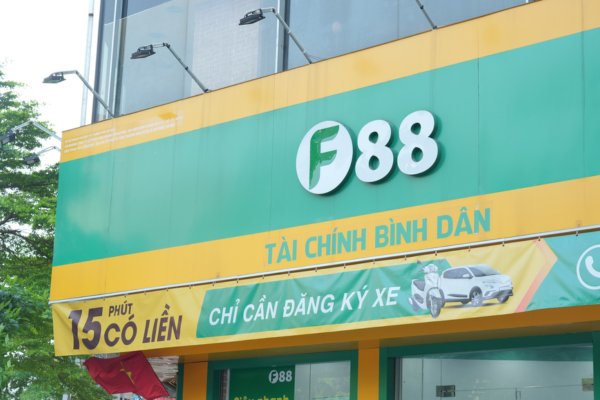 F88
TÀI CHÍNH BÌNH DÂN
15 PHÚT
CÓ LIỀN
CHỈ CẦN ĐĂNG KÝ XE
F88